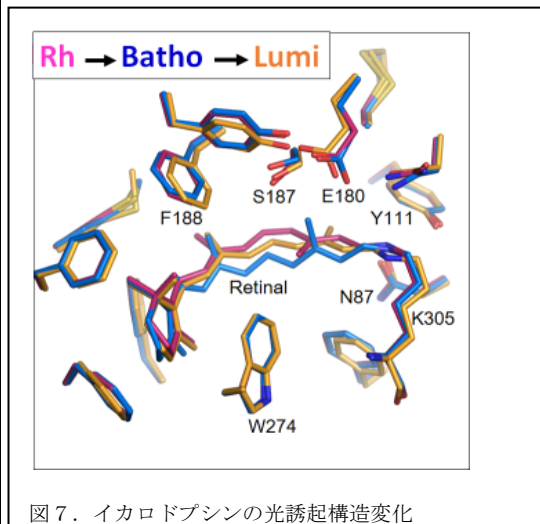 Rh → Batho → Lumi
S187
E180
F188
Y111
Retinal
N87
K305
W274
図７．イカロドプシンの光誘起構造変化